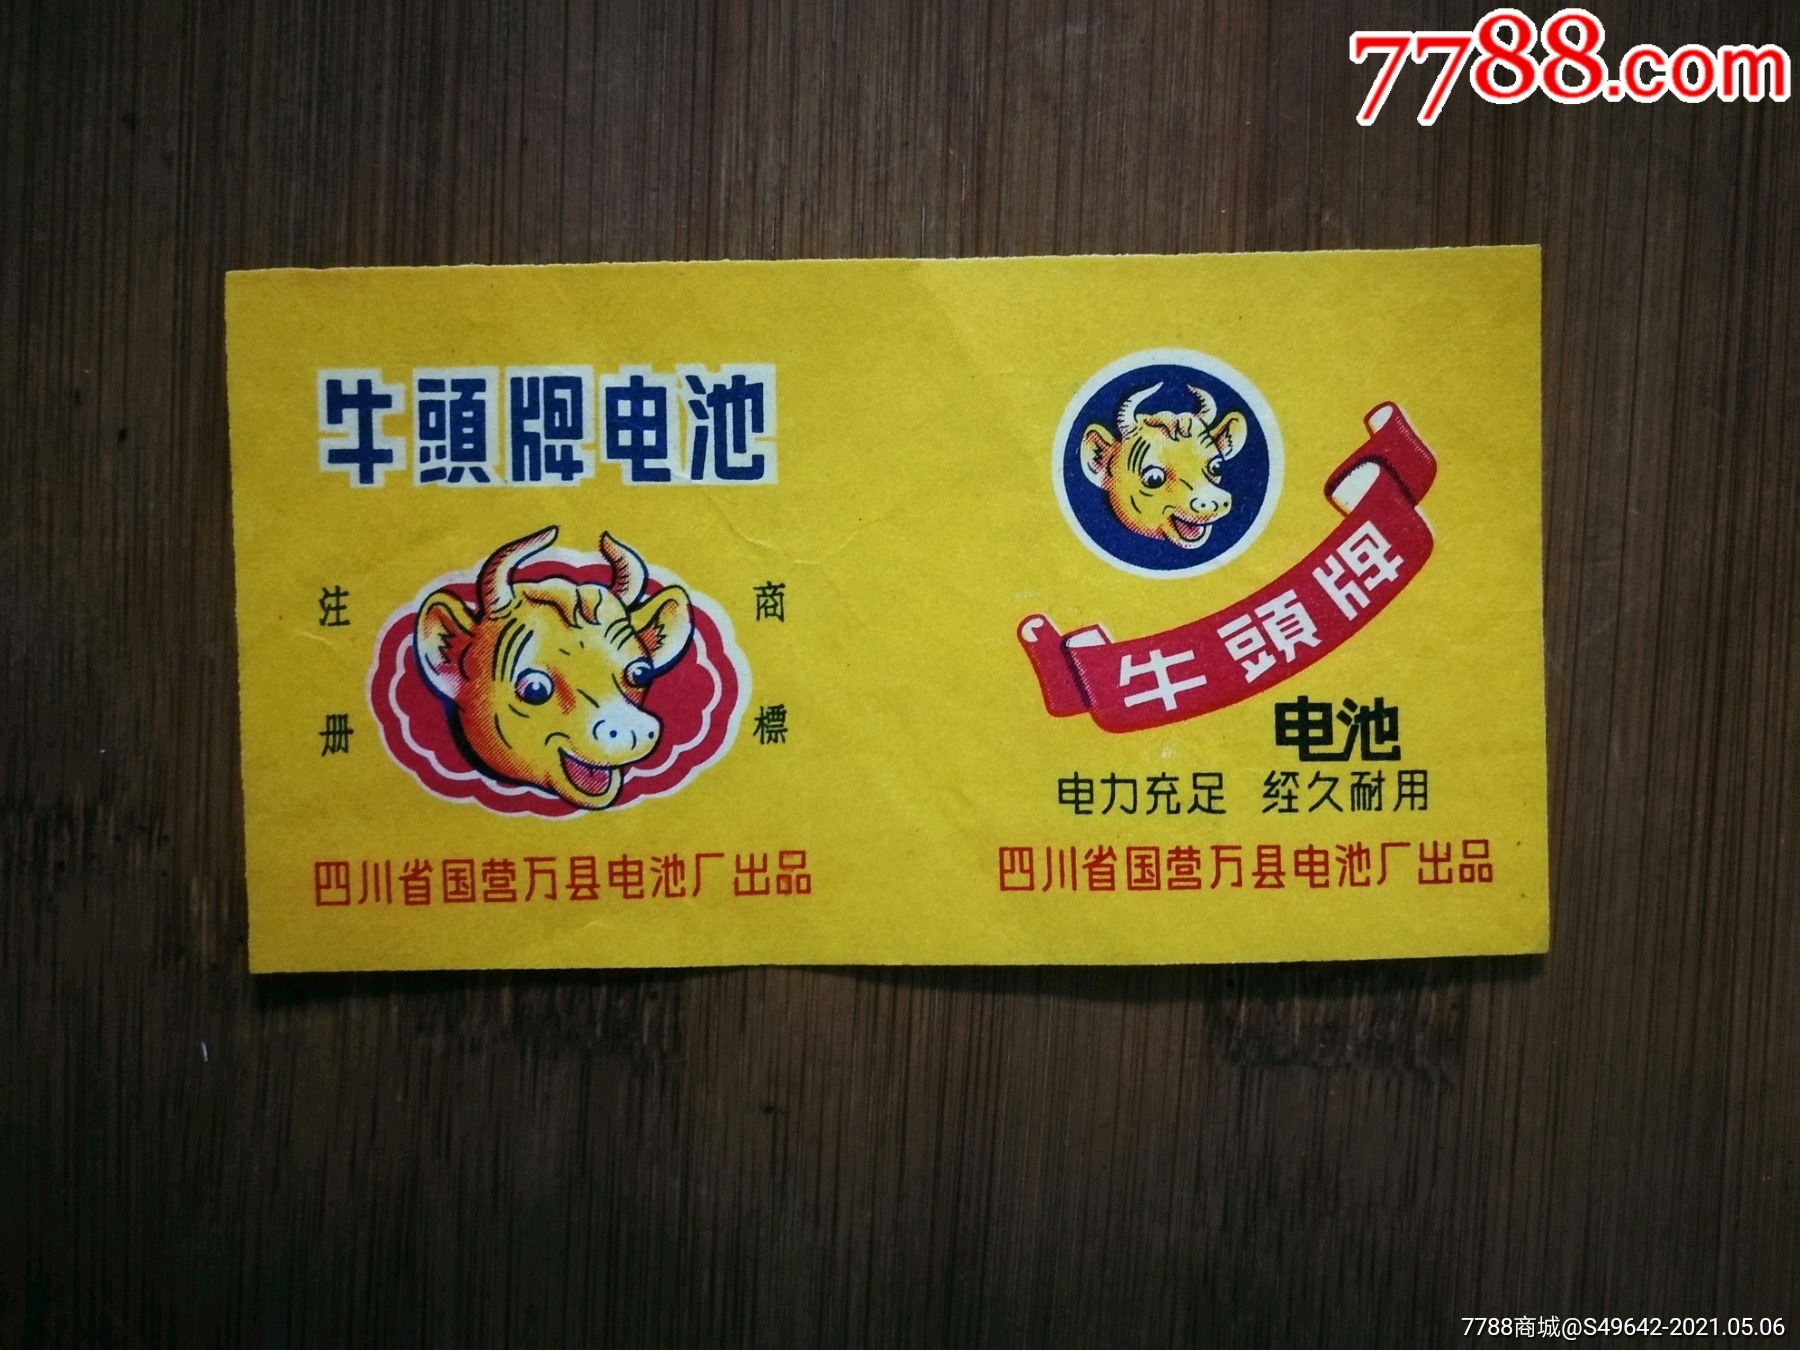 7788.com
牛頭牌电池
注 商
册 標
四川省国营万县电池厂出品
牛頭牌
电池
电力充足 经久耐用
四川省国营万县电池厂出品
7788商城@S49642-2021.05.06